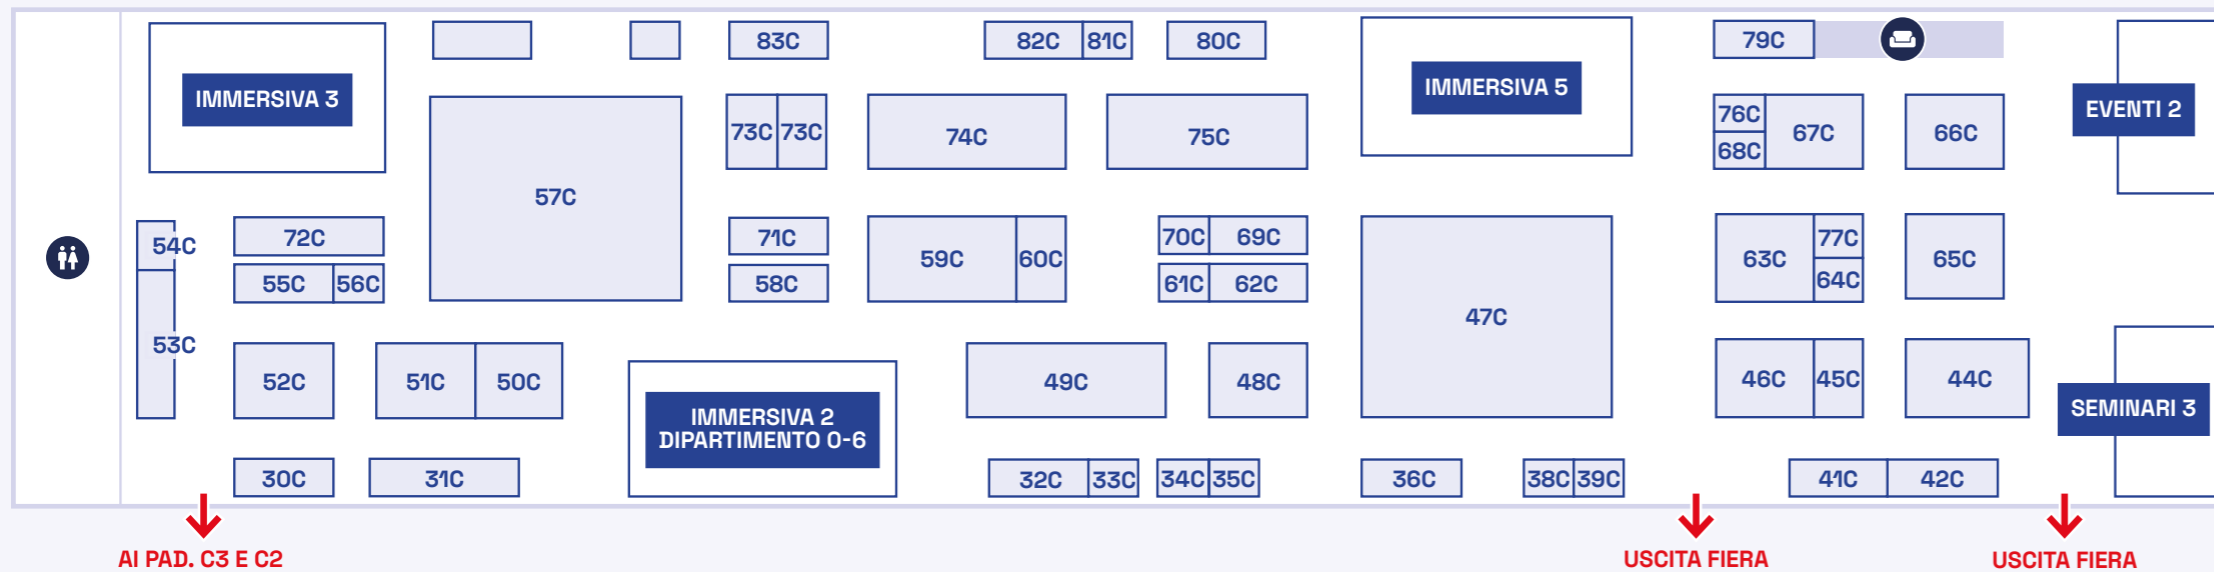 83C
82C
81C
80C
79C
IMMERSIVA 3
IMMERSIVA 5
EVENTI 2
73C
73C
74C
75C
76C
68C
67C
66C
57C
54C
72C
71C
59C
60C
70C
69C
63C
77C
64C
65C
55C
56C
58C
61C
62C
47C
53C
52C
51C
50C
49C
48C
46C
45C
44C
IMMERSIVA 2
DIPARTIMENTO 0-6
SEMINARI 3
30C
31C
32C
33C
34C
35C
36C
38C
39C
41C
42C
AI PAD. C3 E C2
USCITA FIERA
USCITA FIERA